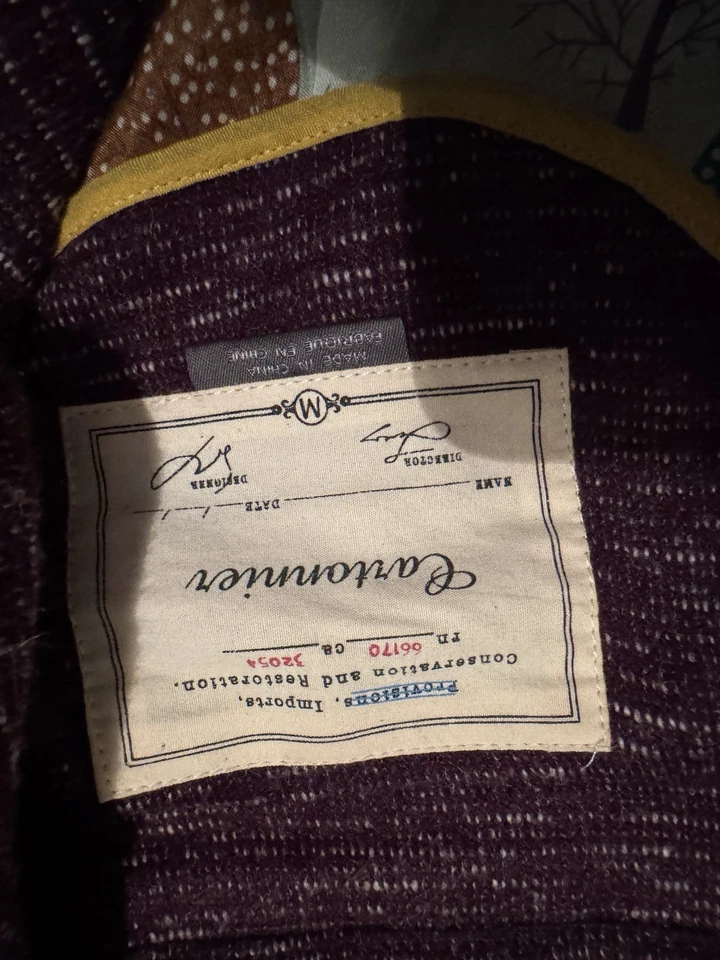 Provisions, Imports,
Conservation and Restoration.
RN 66170 CA 32054
Cartonnier
NAME DATE / /
DIRECTOR DESIGNER
M
MADE IN CHINA
FABRIQUÉ EN CHINE